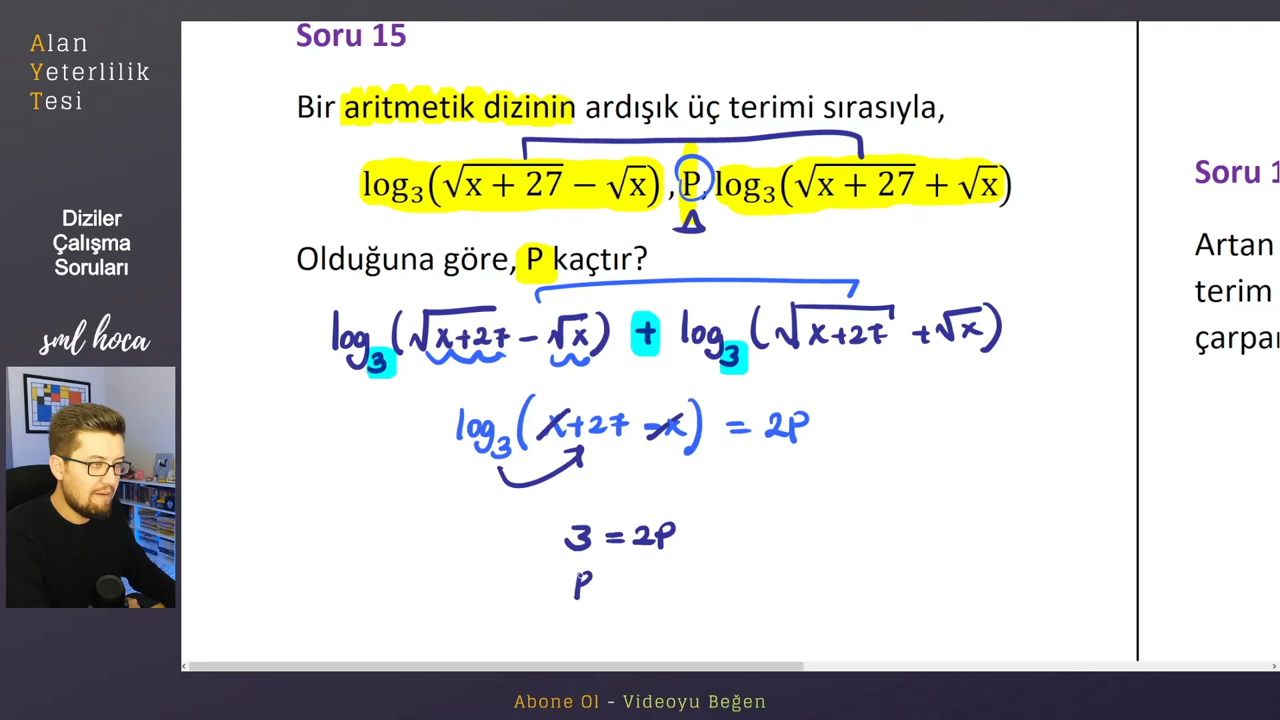 Alan
Yeterlilik
Tesi
Diziler
Çalışma
Soruları
sml hoca
Soru 15
Bir aritmetik dizinin ardışık üç terimi sırasıyla,
log₃(√x + 27 − √x) , P, log₃(√x + 27 + √x)
Olduğuna göre, P kaçtır?
log₃(√x+27 − √x) + log₃(√x+27 + √x)
log₃(x+27 −x) = 2P
3 = 2P
P
Soru 1
Artan
terim
çarpan
Abone Ol - Videoyu Beğen